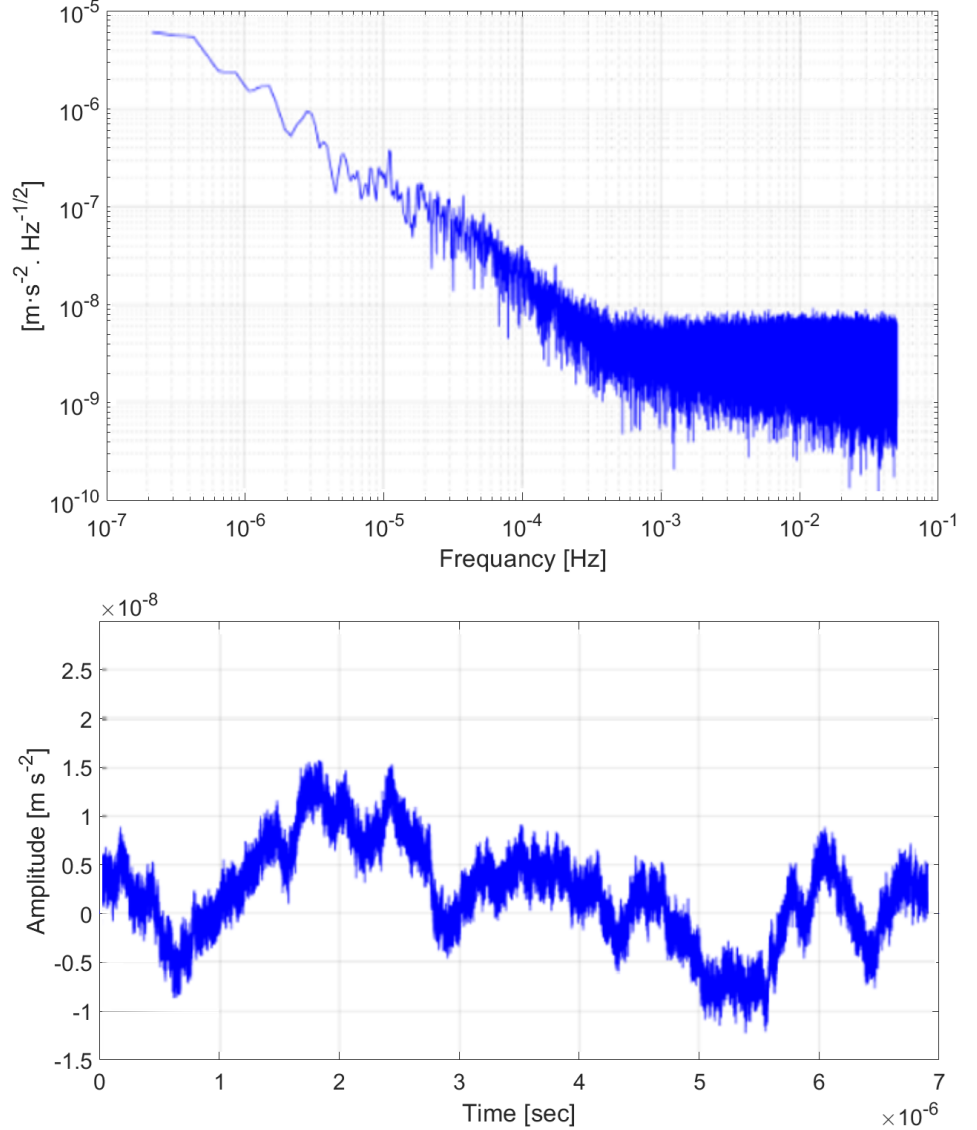 10^-5
10^-6
10^-7
10^-8
10^-9
10^-10
[m·s^-2 . Hz^-1/2]
10^-7 10^-6 10^-5 10^-4 10^-3 10^-2 10^-1
Frequancy [Hz]
×10^-8
2.5
2
1.5
1
0.5
0
-0.5
-1
-1.5
Amplitude [m s^-2]
0 1 2 3 4 5 6 7
Time [sec]
×10^-6